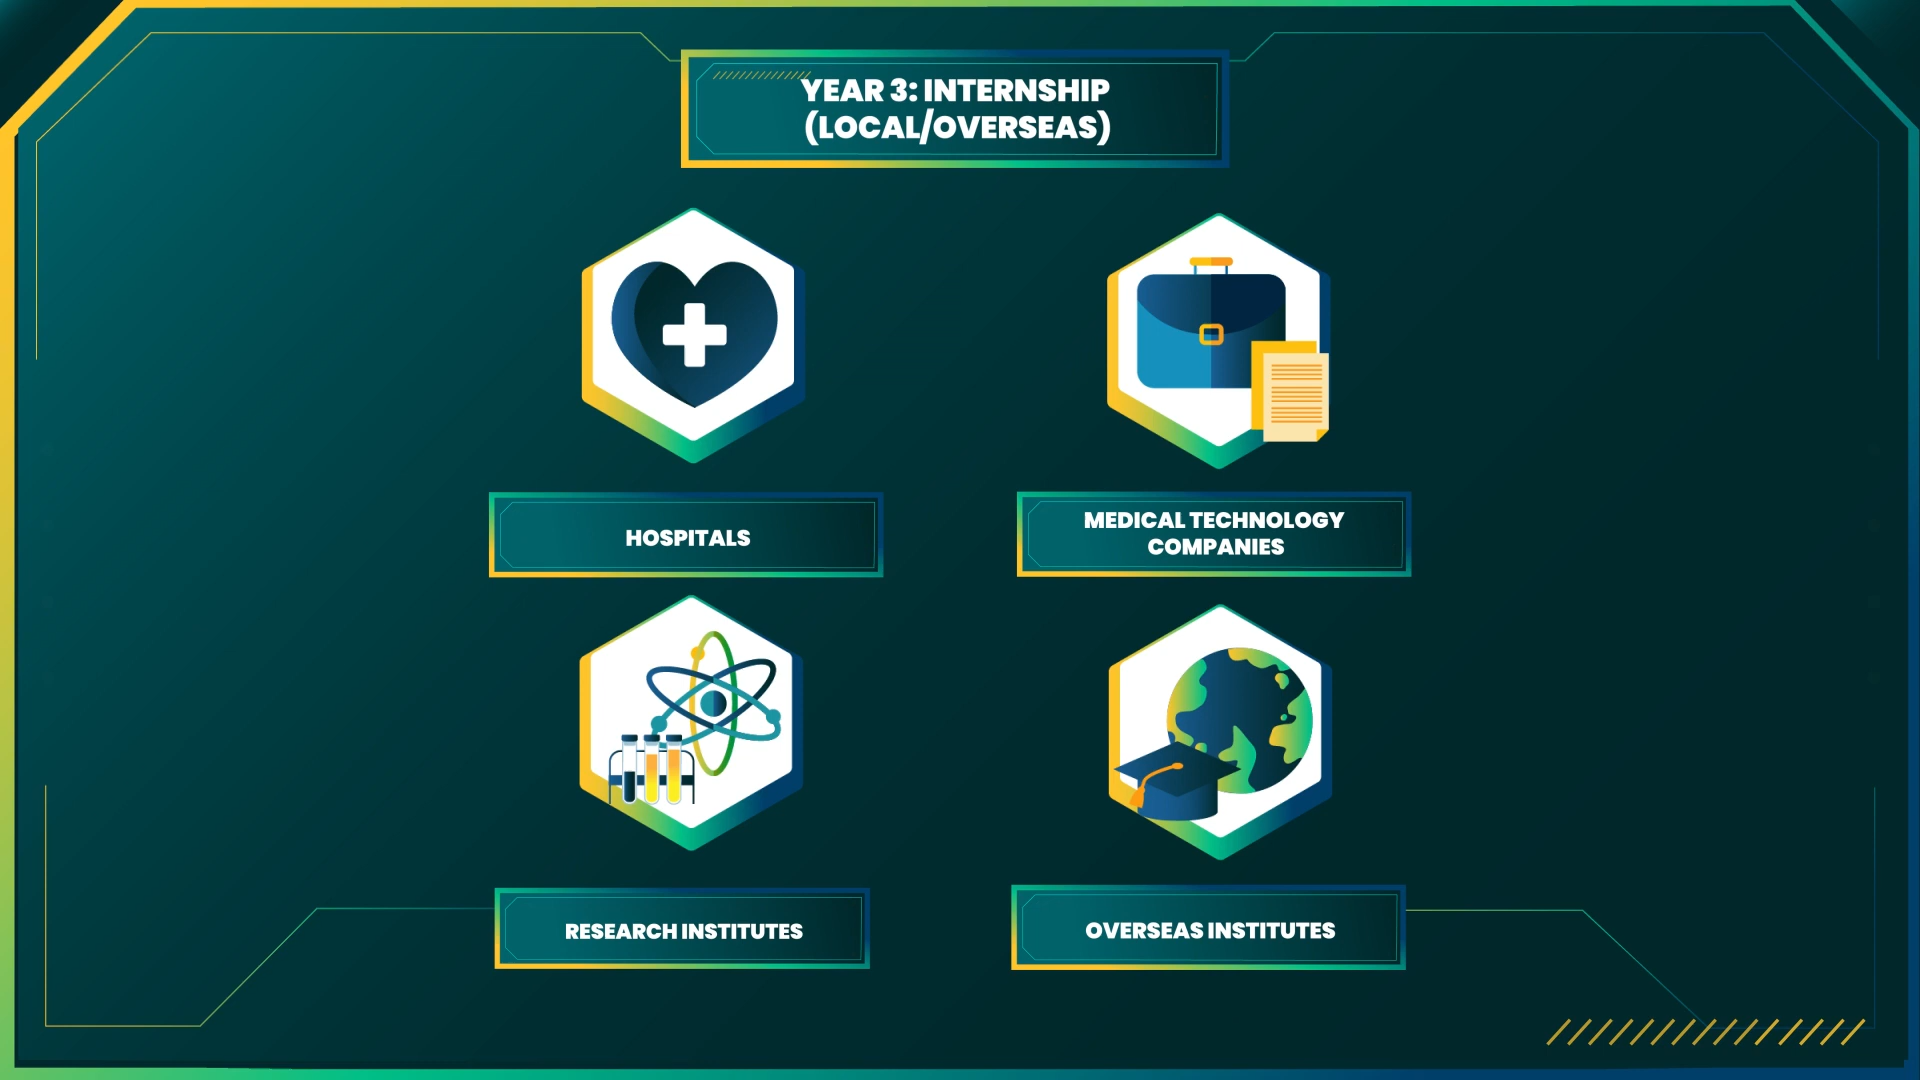 YEAR 3: INTERNSHIP
(LOCAL/OVERSEAS)
HOSPITALS
MEDICAL TECHNOLOGY
COMPANIES
RESEARCH INSTITUTES
OVERSEAS INSTITUTES